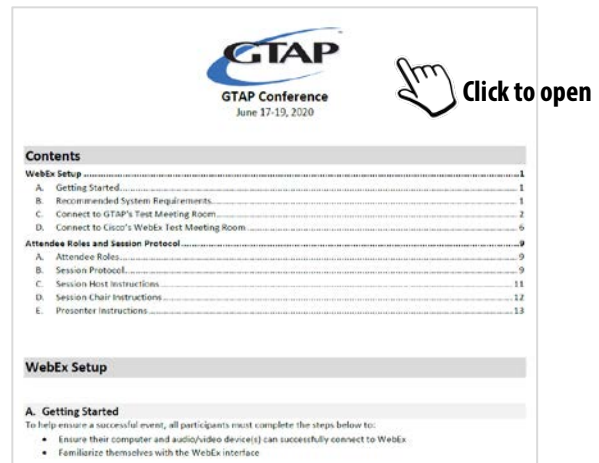 GTAP
GTAP Conference
June 17-19, 2020
Click to open
Contents
WebEx Setup ........ 1
A. Getting Started ........ 1
B. Recommended System Requirements ........ 1
C. Connect to GTAP's Test Meeting Room ........ 2
D. Connect to Cisco's WebEx Test Meeting Room ........ 6
Attendee Roles and Session Protocol ........ 9
A. Attendee Roles ........ 9
B. Session Protocol ........ 9
C. Session Host Instructions ........ 11
D. Session Chair Instructions ........ 12
E. Presenter Instructions ........ 13
WebEx Setup
A. Getting Started
To help ensure a successful event, all participants must complete the steps below to:
• Ensure their computer and audio/video device(s) can successfully connect to WebEx
• Familiarize themselves with the WebEx interface